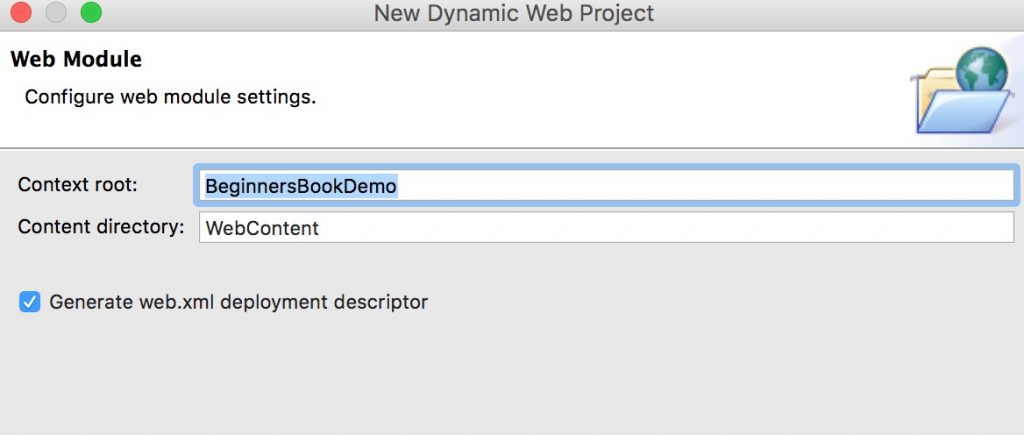 New Dynamic Web Project
Web Module
Configure web module settings.
Context root: BeginnersBookDemo
Content directory: WebContent
Generate web.xml deployment descriptor